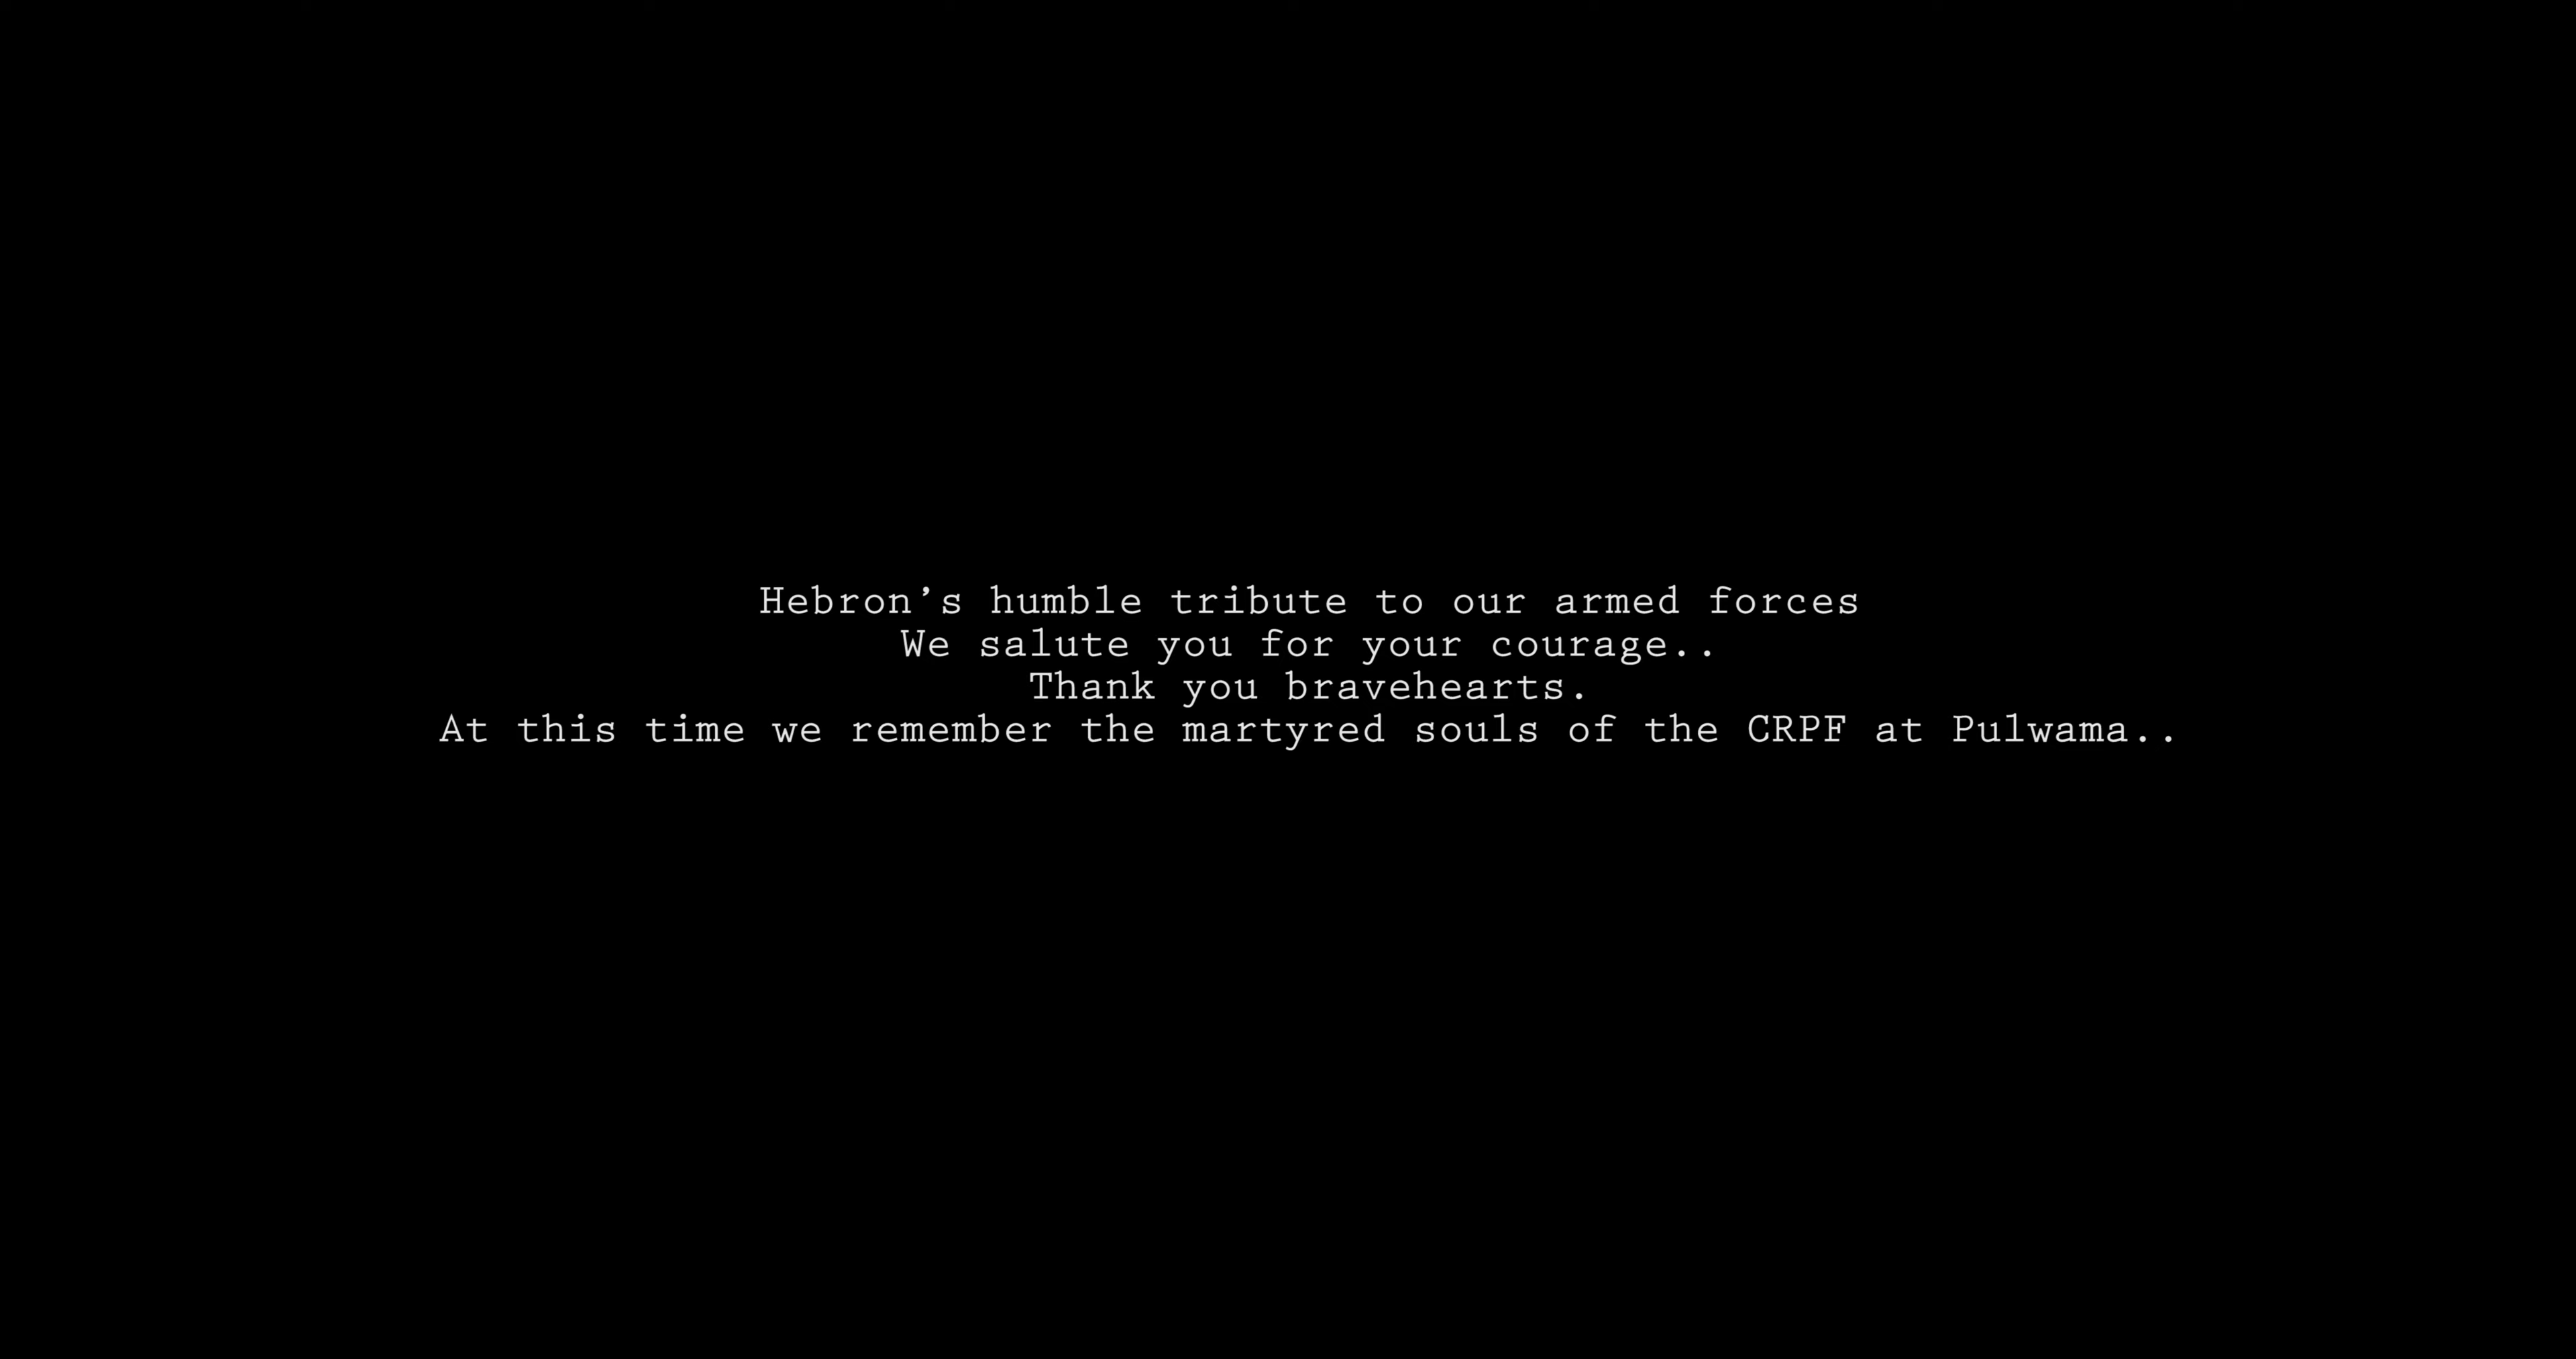 Hebron’s humble tribute to our armed forces
We salute you for your courage..
Thank you bravehearts.
At this time we remember the martyred souls of the CRPF at Pulwama..